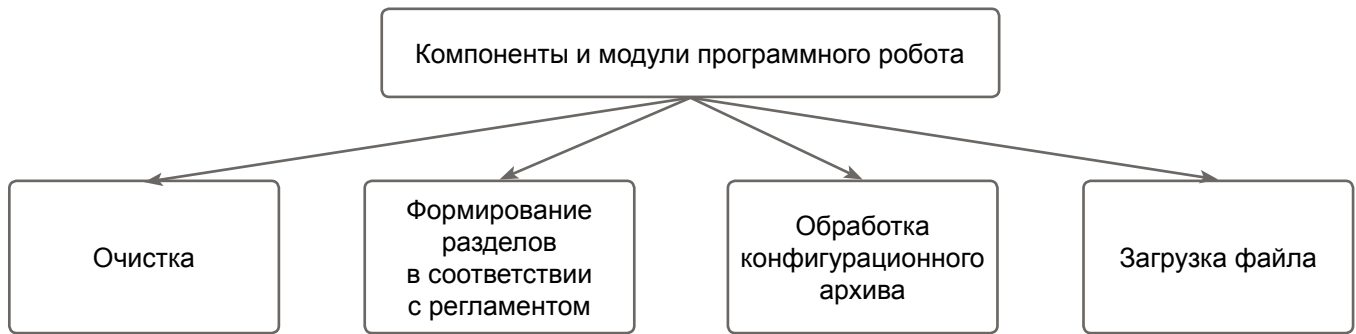 Компоненты и модули программного робота
Очистка
Формирование
разделов
в соответствии
с регламентом
Обработка
конфигурационного
архива
Загрузка файла